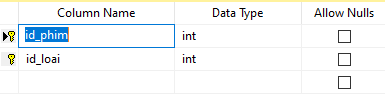 Column Name Data Type Allow Nulls
id_phim int
id_loai int